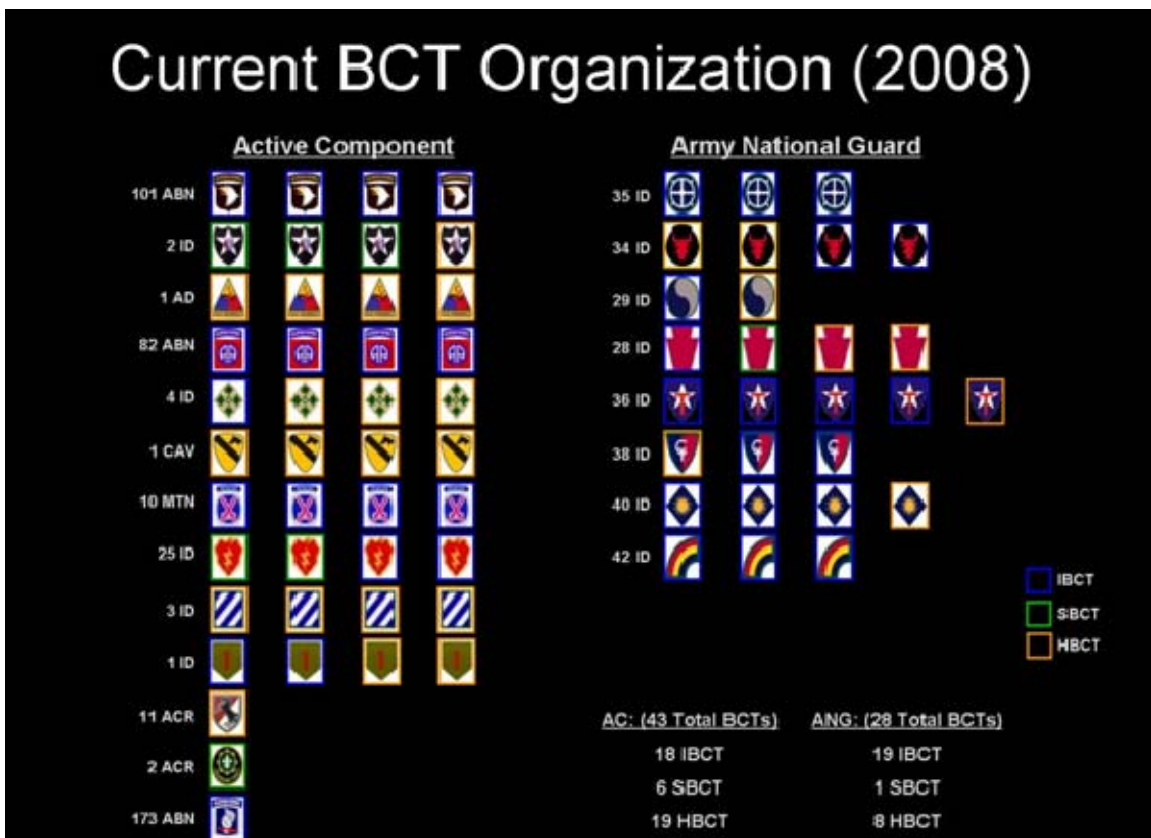 Current BCT Organization (2008)
Active Component
101 ABN
2 ID
1 AD
82 ABN
4 ID
1 CAV
10 MTN
25 ID
3 ID
1 ID
11 ACR
2 ACR
173 ABN
Army National Guard
35 ID
34 ID
29 ID
28 ID
36 ID
38 ID
40 ID
42 ID
IBCT
SBCT
HBCT
AC: (43 Total BCTs)
18 IBCT
6 SBCT
19 HBCT
ANG: (28 Total BCTs)
19 IBCT
1 SBCT
8 HBCT